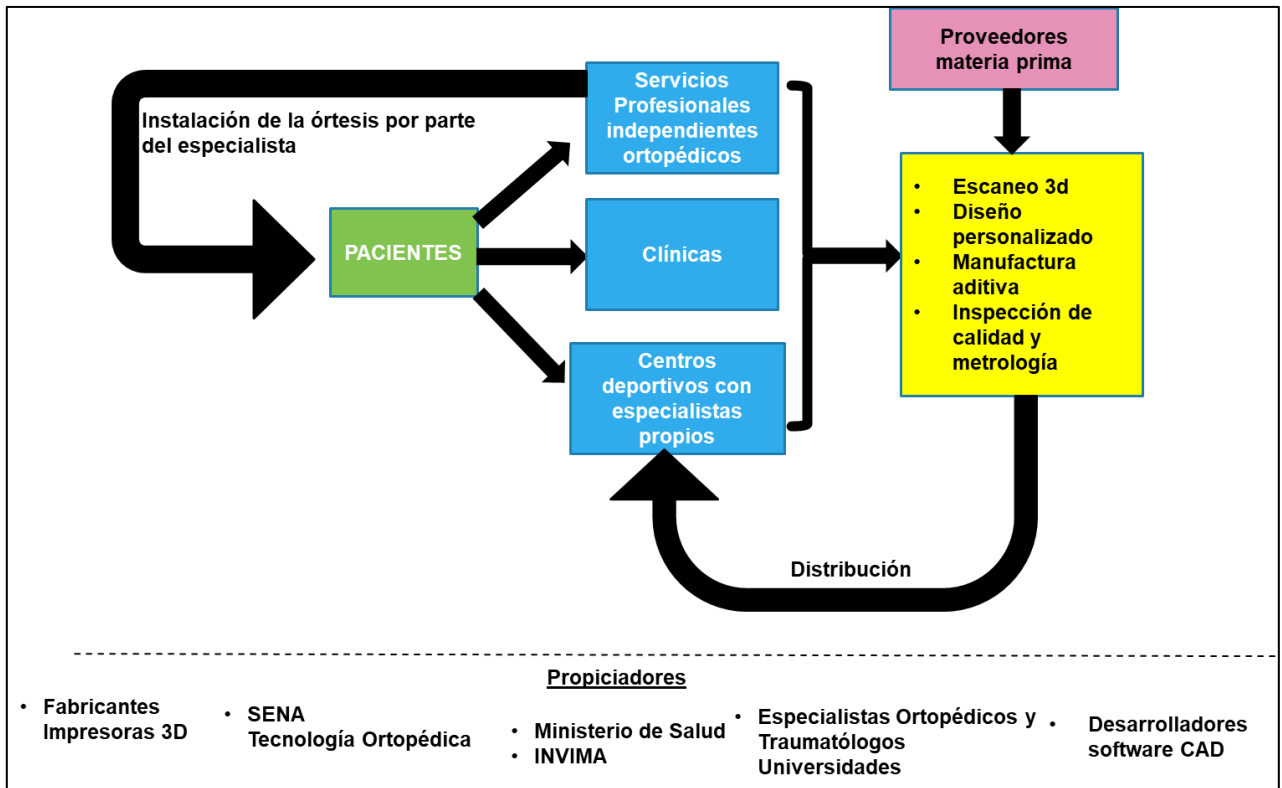 Proveedores
materia prima
Servicios
Profesionales
independientes
ortopédicos
Instalación de la órtesis por parte
del especialista
• Escaneo 3d
• Diseño
personalizado
• Manufactura
aditiva
• Inspección de
calidad y
metrología
PACIENTES
Clínicas
Centros
deportivos con
especialistas
propios
Distribución
Propiciadores
• Fabricantes
Impresoras 3D
• SENA
Tecnología Ortopédica
• Ministerio de Salud
• INVIMA
• Especialistas Ortopédicos y
Traumatólogos
Universidades
• Desarrolladores
software CAD